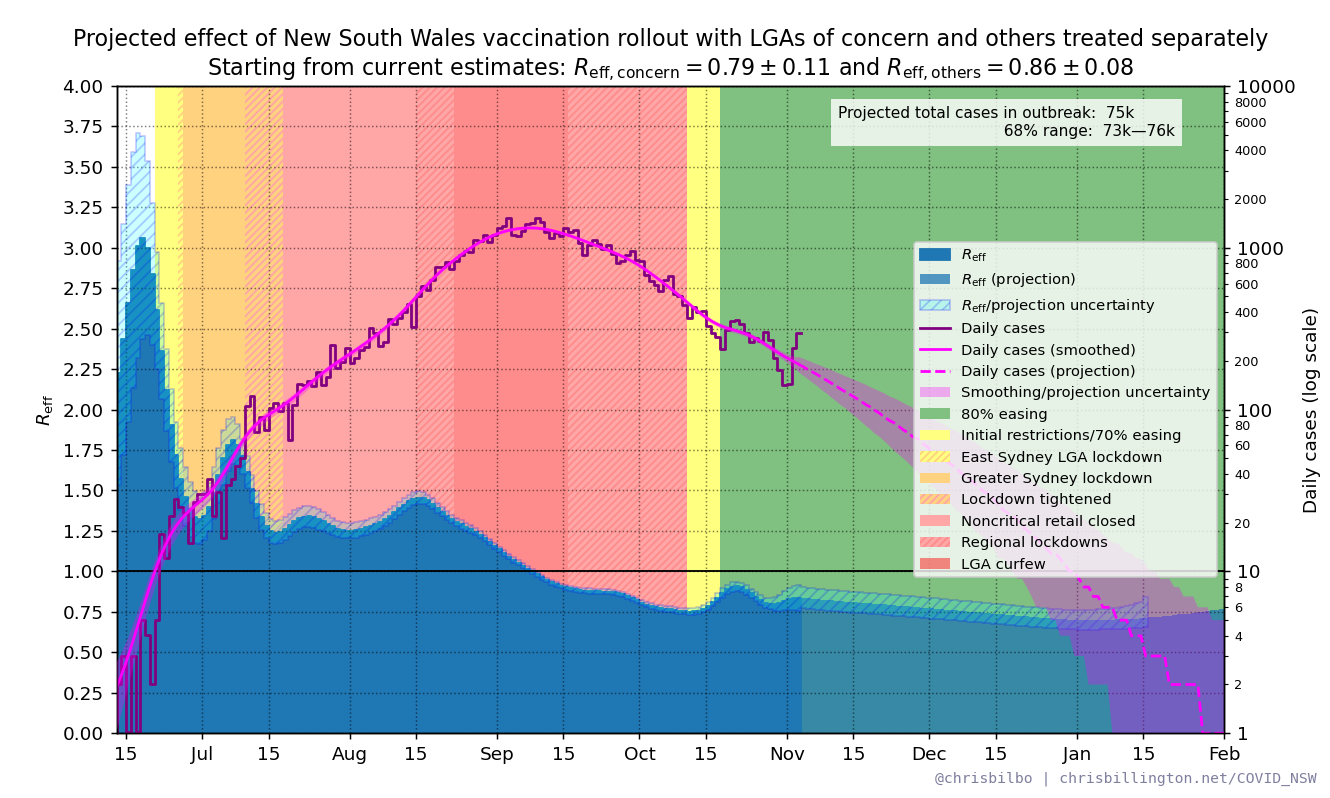 Projected effect of New South Wales vaccination rollout with LGAs of concern and others treated separately
Starting from current estimates: Reff, concern = 0.79 ± 0.11 and Reff, others = 0.86 ± 0.08
Projected total cases in outbreak: 75k
68% range: 73k—76k
4.00
3.75
3.50
3.25
3.00
2.75
2.50
2.25
2.00
1.75
1.50
1.25
1.00
0.75
0.50
0.25
0.00
Reff
10000
8000
6000
4000
2000
1000
800
600
400
200
100
80
60
40
20
10
8
6
4
2
1
Daily cases (log scale)
Reff
Reff (projection)
Reff/projection uncertainty
Daily cases
Daily cases (smoothed)
Daily cases (projection)
Smoothing/projection uncertainty
80% easing
Initial restrictions/70% easing
East Sydney LGA lockdown
Greater Sydney lockdown
Lockdown tightened
Noncritical retail closed
Regional lockdowns
LGA curfew
15 Jul 15 Aug 15 Sep 15 Oct 15 Nov 15 Dec 15 Jan 15 Feb
@chrisbilbo | chrisbillington.net/COVID_NSW